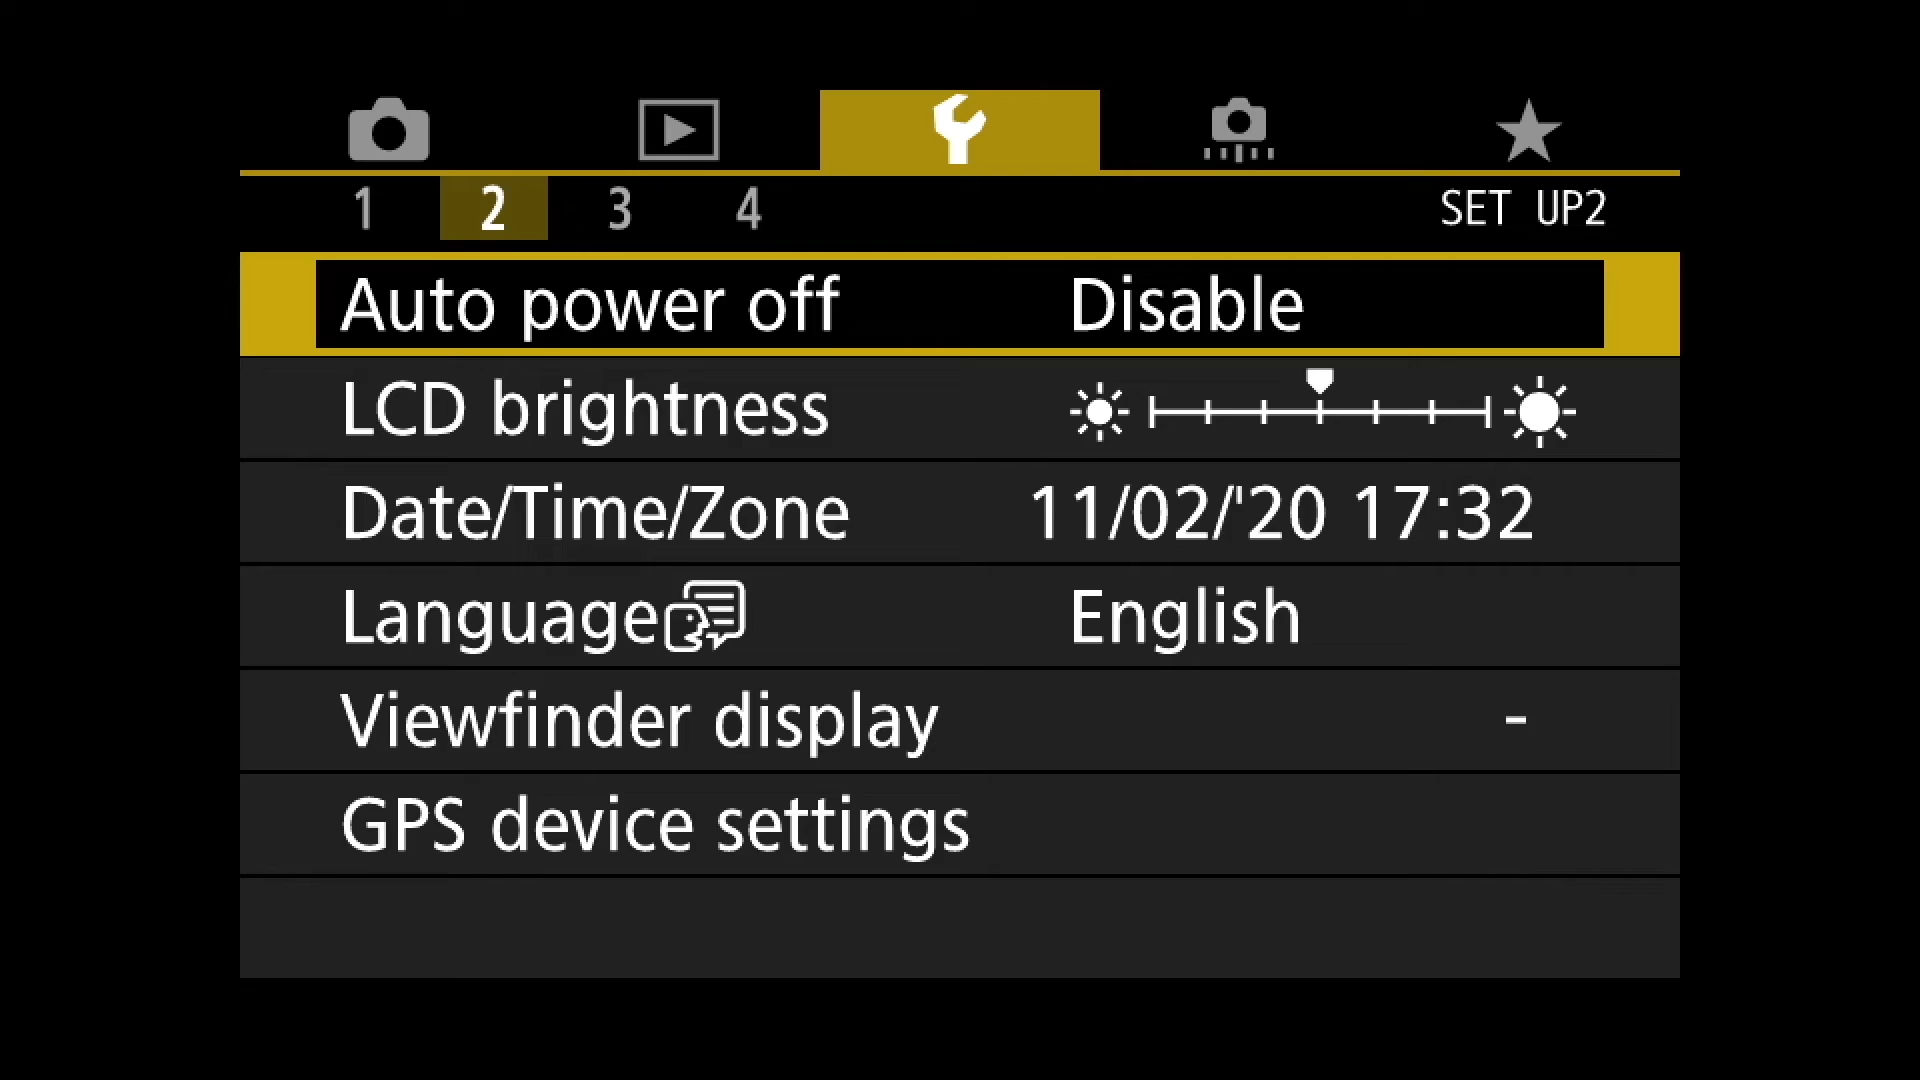 1 2 3 4 SET UP2
Auto power off Disable
LCD brightness
Date/Time/Zone 11/02/'20 17:32
Language English
Viewfinder display -
GPS device settings